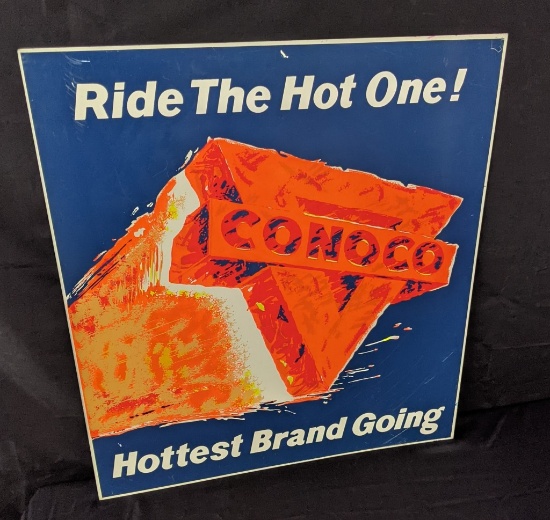 Ride The Hot One!
CONOCO
Hottest Brand Going